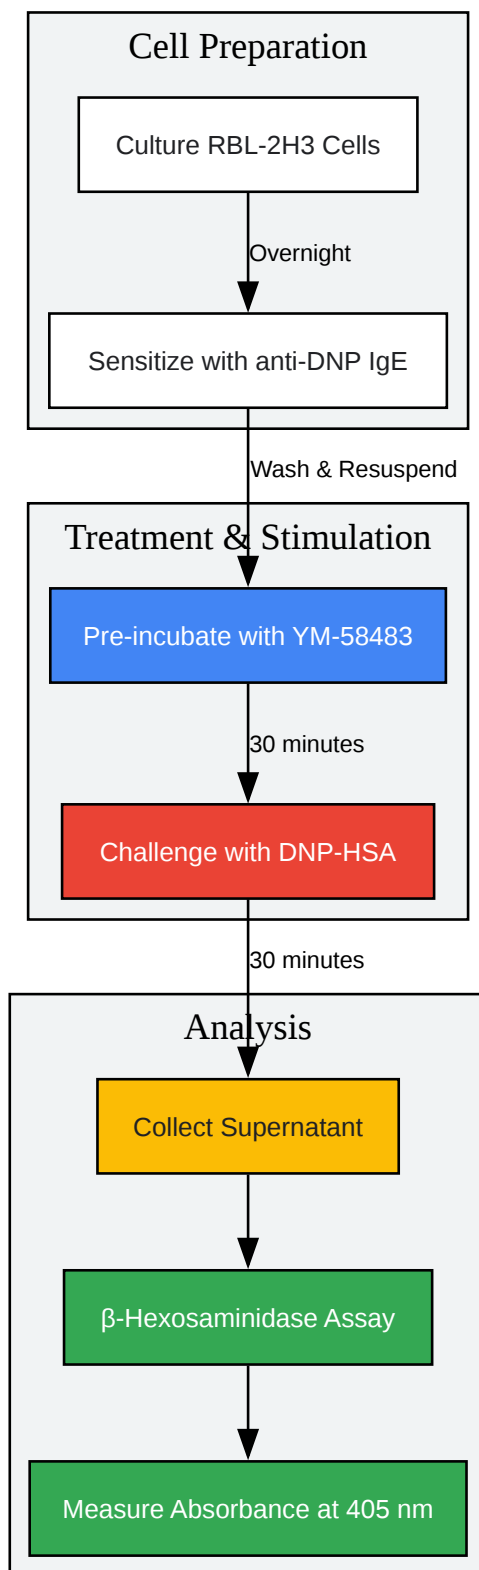 Cell Preparation
Culture RBL-2H3 Cells
Overnight
Sensitize with anti-DNP IgE
Wash & Resuspend
Treatment & Stimulation
Pre-incubate with YM-58483
30 minutes
Challenge with DNP-HSA
30 minutes
Analysis
Collect Supernatant
β-Hexosaminidase Assay
Measure Absorbance at 405 nm